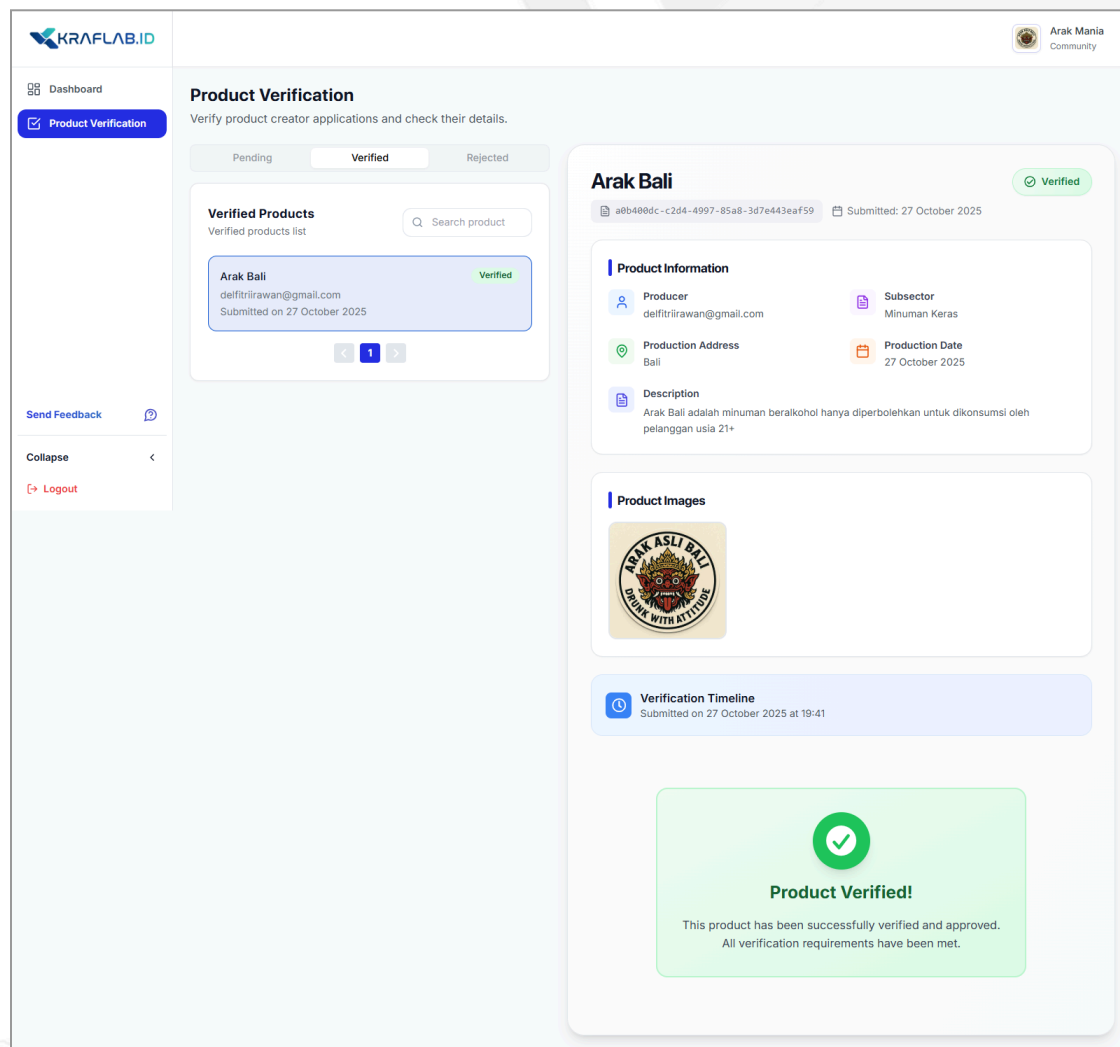 KRAFLAB.ID
Arak Mania
Community
Dashboard
Product Verification
Send Feedback
Collapse
Logout
Product Verification
Verify product creator applications and check their details.
Pending
Verified
Rejected
Verified Products
Verified products list
Search product
Arak Bali
Verified
delfitriirawan@gmail.com
Submitted on 27 October 2025
1
Arak Bali
Verified
a0b400dc-c2d4-4997-85a8-3d7e443eaf59
Submitted: 27 October 2025
Product Information
Producer
delfitriirawan@gmail.com
Subsector
Minuman Keras
Production Address
Bali
Production Date
27 October 2025
Description
Arak Bali adalah minuman beralkohol hanya diperbolehkan untuk dikonsumsi oleh
pelanggan usia 21+
Product Images
ARAK ASLI BALI
DRUNK WITH ATTITUDE
Verification Timeline
Submitted on 27 October 2025 at 19:41
Product Verified!
This product has been successfully verified and approved.
All verification requirements have been met.